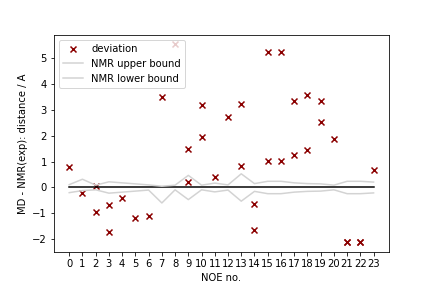 deviation
NMR upper bound
NMR lower bound
MD - NMR(exp): distance / A
5
4
3
2
1
0
−1
−2
0 1 2 3 4 5 6 7 8 9 10 11 12 13 14 15 16 17 18 19 20 21 22 23
NOE no.